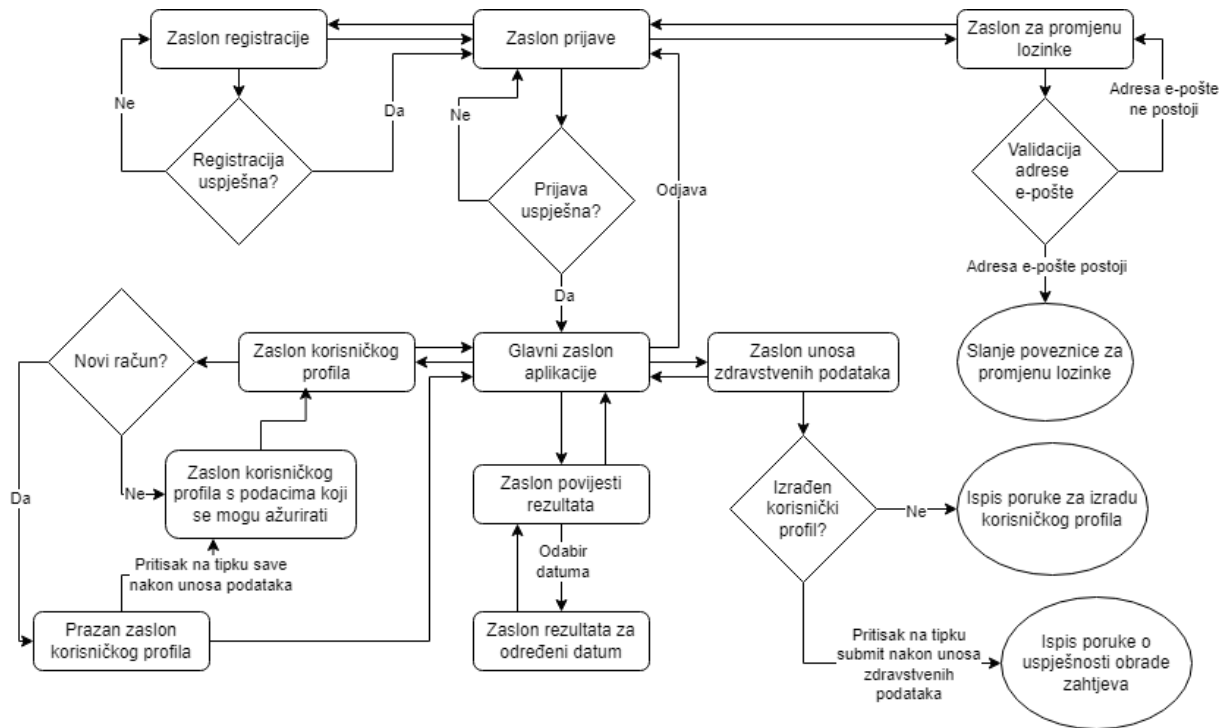 Zaslon registracije
Zaslon prijave
Zaslon za promjenu
lozinke
Ne
Da
Ne
Adresa e-pošte
ne postoji
Registracija
uspješna?
Prijava
uspješna?
Odjava
Validacija
adrese
e-pošte
Adresa e-pošte postoji
Da
Novi račun?
Zaslon korisničkog
profila
Glavni zaslon
aplikacije
Zaslon unosa
zdravstvenih podataka
Slanje poveznice za
promjenu lozinke
Da
Ne
Zaslon korisničkog
profila s podacima koji
se mogu ažurirati
Zaslon povijesti
rezultata
Izrađen
korisnički
profil?
Ne
Ispis poruke za izradu
korisničkog profila
Pritisak na tipku save
nakon unosa podataka
Odabir
datuma
Prazan zaslon
korisničkog profila
Zaslon rezultata za
određeni datum
Pritisak na tipku
submit nakon unosa
zdravstvenih
podataka
Ispis poruke o
uspješnosti obrade
zahtjeva